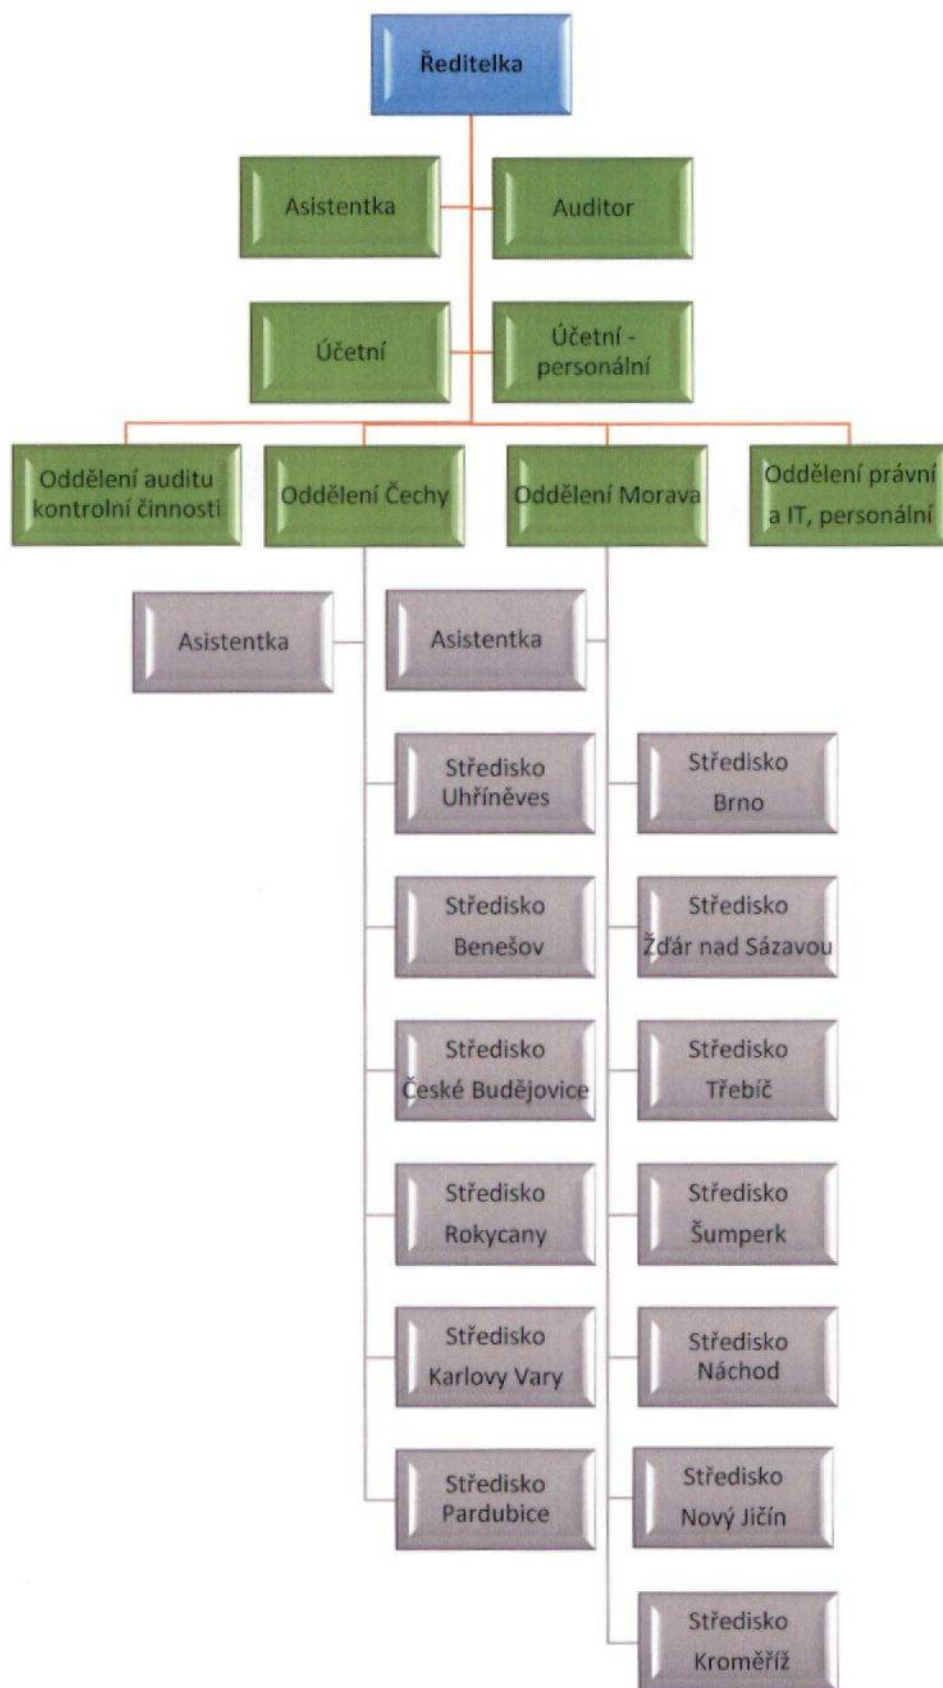 Ředitelka
Asistentka
Auditor
Účetní
Účetní -
personální
Oddělení auditu
kontrolní činnosti
Oddělení Čechy
Oddělení Morava
Oddělení právní
a IT, personální
Asistentka
Asistentka
Středisko
Uhříněves
Středisko
Brno
Středisko
Benešov
Středisko
Žďár nad Sázavou
Středisko
České Budějovice
Středisko
Třebíč
Středisko
Rokycany
Středisko
Šumperk
Středisko
Karlovy Vary
Středisko
Náchod
Středisko
Pardubice
Středisko
Nový Jičín
Středisko
Kroměříž